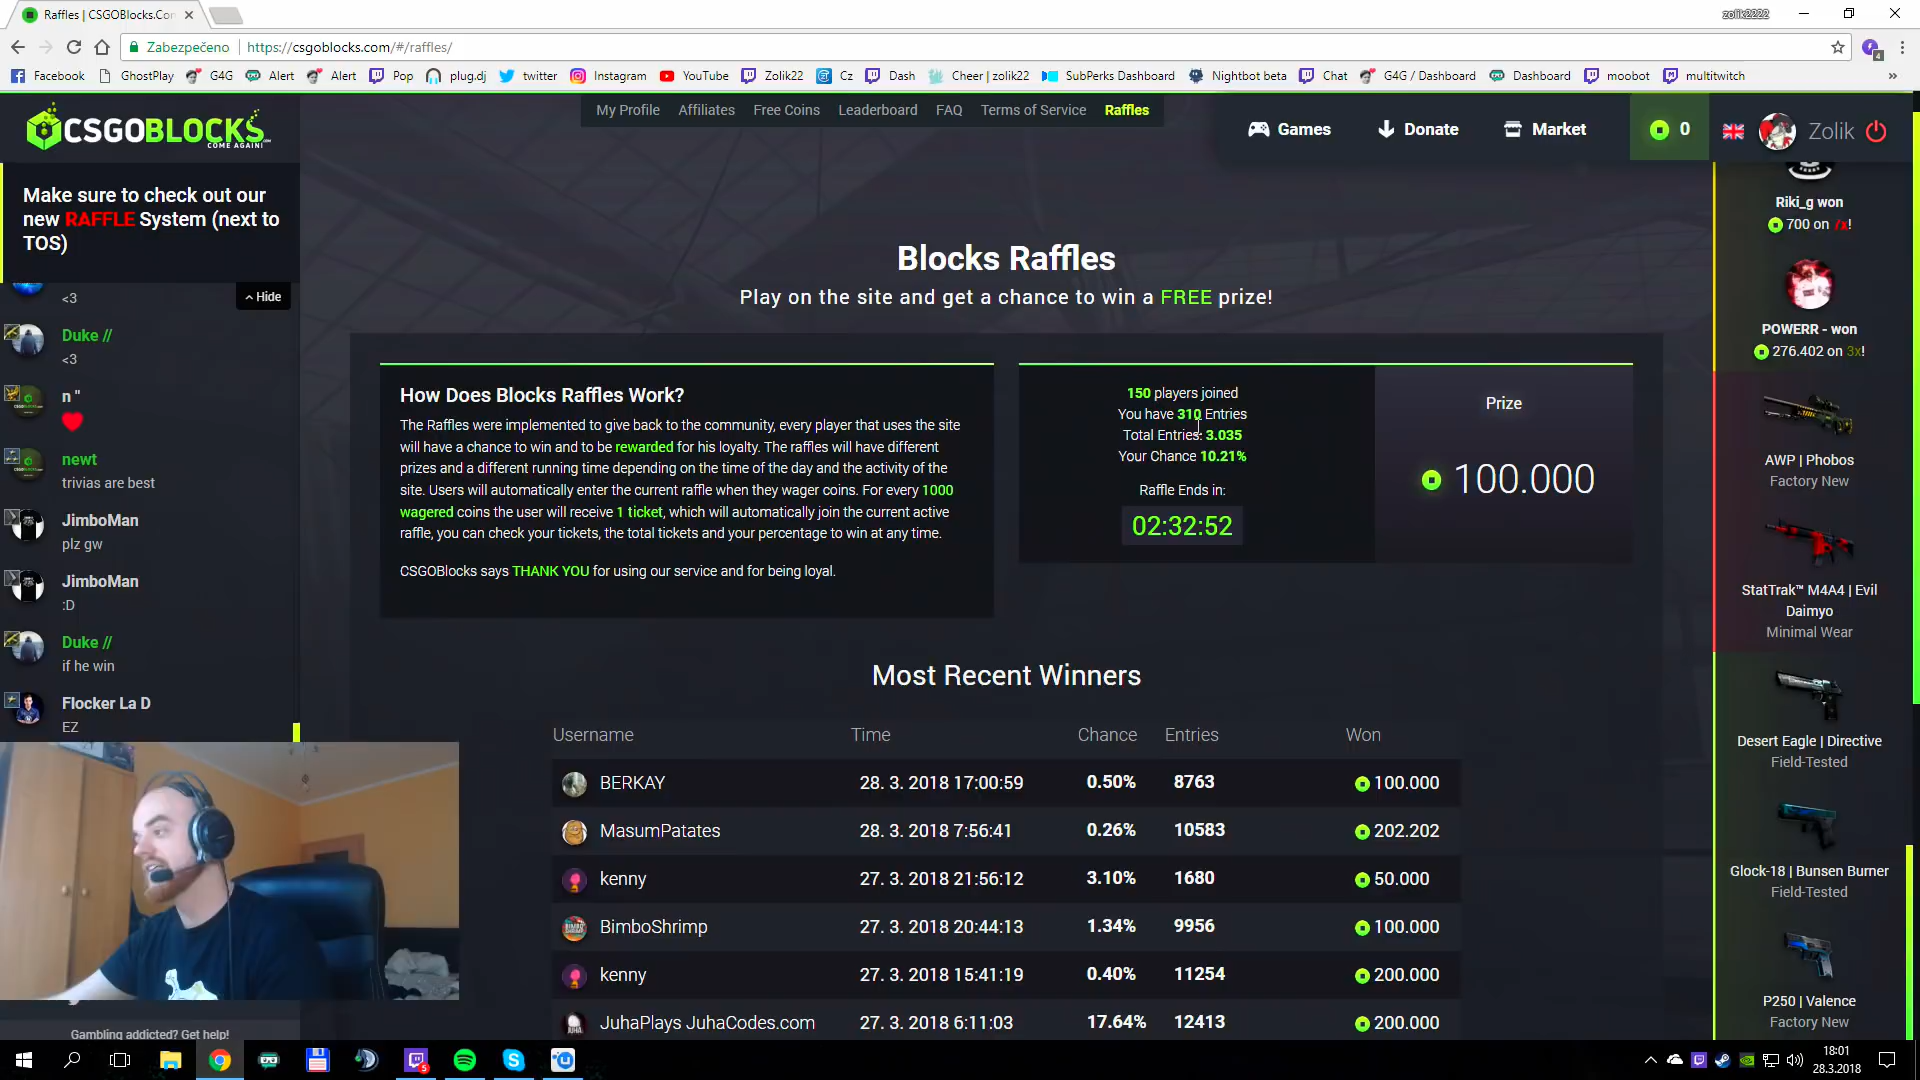 Raffles | CSGOBlocks.Co
zolik2222
Zabezpečeno
https://csgoblocks.com/#/raffles/
Facebook
GhostPlay
G4G
Alert
Alert
Pop
plug.dj
twitter
Instagram
YouTube
Zolik22
Cz
Dash
Cheer | zolik22
SubPerks Dashboard
Nightbot beta
Chat
G4G / Dashboard
Dashboard
moobot
multitwitch
CSGOBLOCKS
COME AGAIN!
My Profile
Affiliates
Free Coins
Leaderboard
FAQ
Terms of Service
Raffles
Games
Donate
Market
0
Zolik
Make sure to check out our
new RAFFLE System (next to
TOS)
Hide
<3
Duke //
<3
n "
newt
trivias are best
JimboMan
plz gw
JimboMan
:D
Duke //
if he win
Flocker La D
EZ
Gambling addicted? Get help!
Blocks Raffles
Play on the site and get a chance to win a FREE prize!
How Does Blocks Raffles Work?
The Raffles were implemented to give back to the community, every player that uses the site
will have a chance to win and to be rewarded for his loyalty. The raffles will have different
prizes and a different running time depending on the time of the day and the activity of the
site. Users will automatically enter the current raffle when they wager coins. For every 1000
wagered coins the user will receive 1 ticket, which will automatically join the current active
raffle, you can check your tickets, the total tickets and your percentage to win at any time.
CSGOBlocks says THANK YOU for using our service and for being loyal.
150 players joined
You have 310 Entries
Total Entries: 3.035
Your Chance 10.21%
Raffle Ends in:
02:32:52
Prize
100.000
Most Recent Winners
Username Time Chance Entries Won
BERKAY 28. 3. 2018 17:00:59 0.50% 8763 100.000
MasumPatates 28. 3. 2018 7:56:41 0.26% 10583 202.202
kenny 27. 3. 2018 21:56:12 3.10% 1680 50.000
BimboShrimp 27. 3. 2018 20:44:13 1.34% 9956 100.000
kenny 27. 3. 2018 15:41:19 0.40% 11254 200.000
JuhaPlays JuhaCodes.com 27. 3. 2018 6:11:03 17.64% 12413 200.000
Riki_g won
700 on 7x!
POWERR - won
276.402 on 3x!
AWP | Phobos
Factory New
StatTrak™ M4A4 | Evil
Daimyo
Minimal Wear
Desert Eagle | Directive
Field-Tested
Glock-18 | Bunsen Burner
Field-Tested
P250 | Valence
Factory New
18:01
28.3.2018